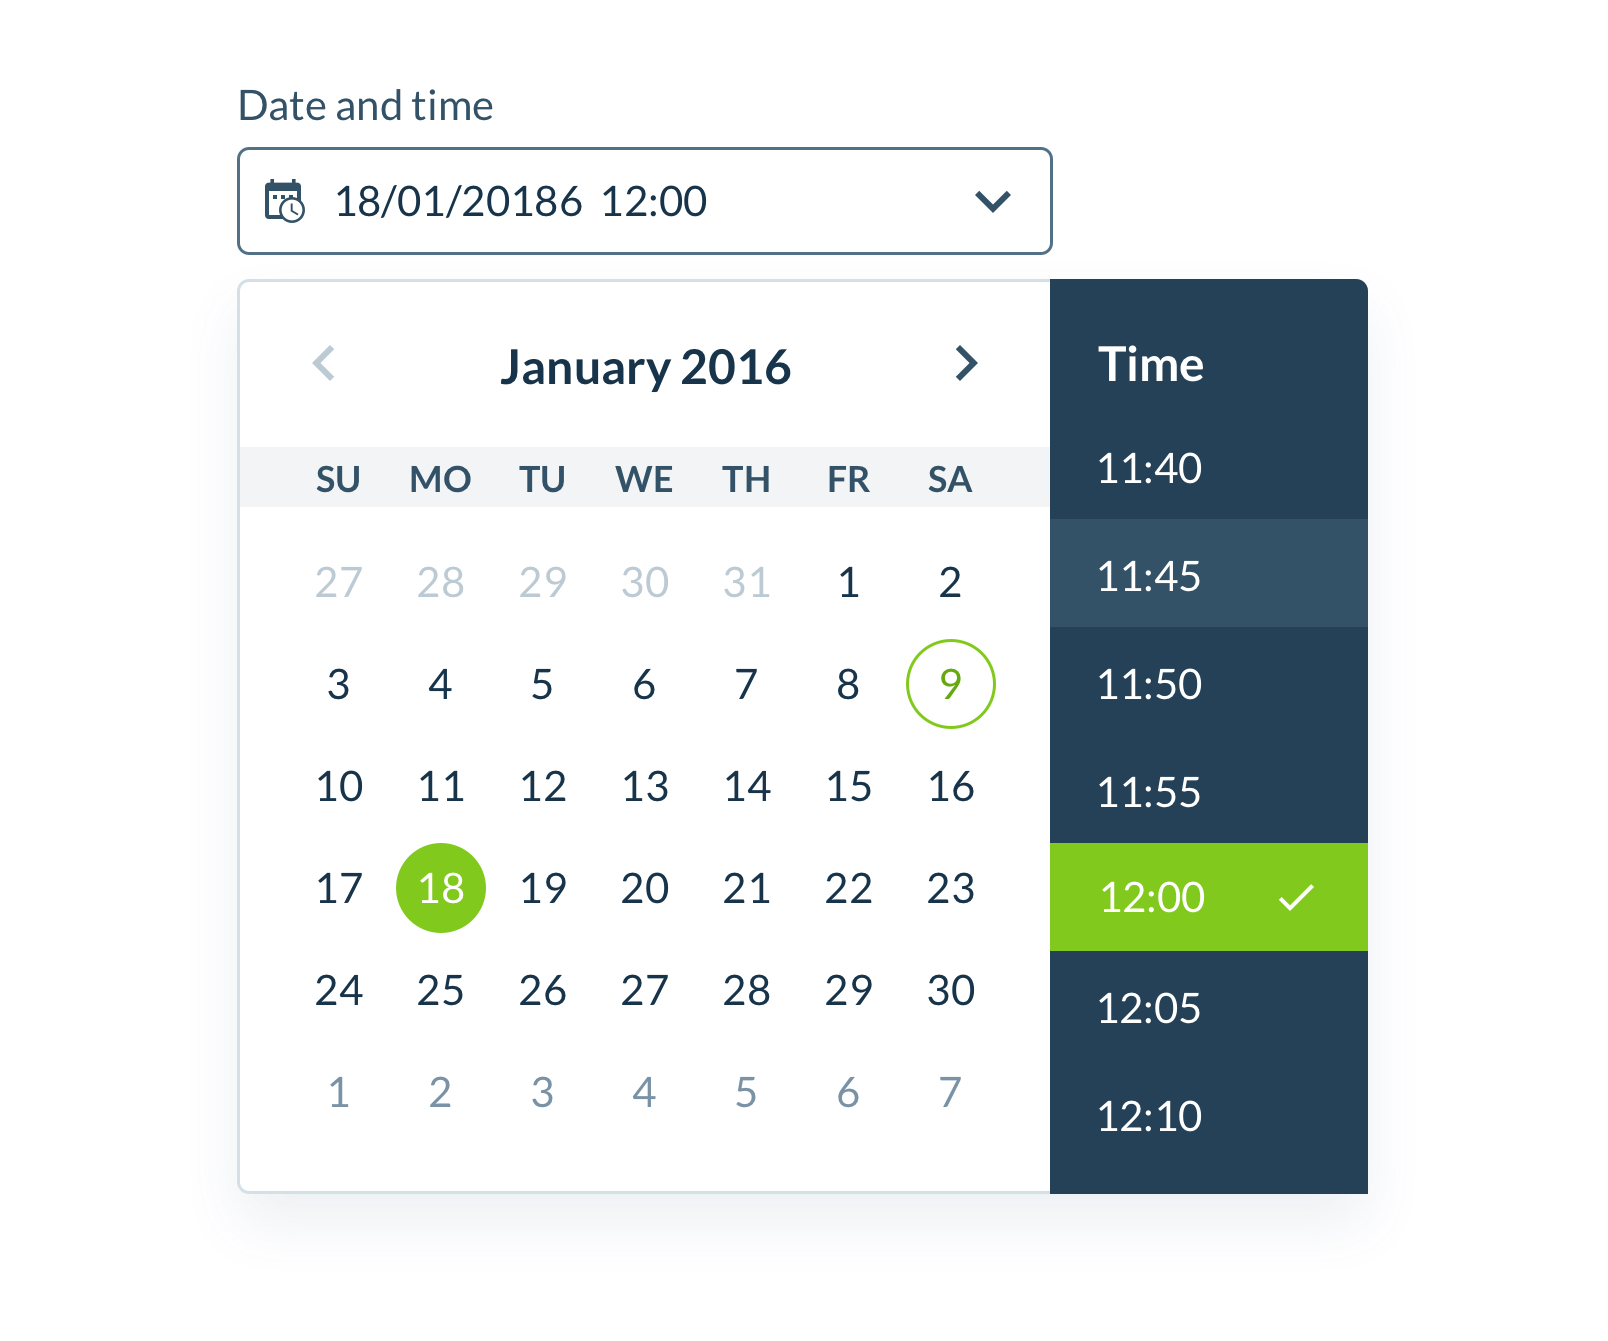 Date and time
18/01/20186 12:00
January 2016
SU MO TU WE TH FR SA
27 28 29 30 31 1 2
3 4 5 6 7 8 9
10 11 12 13 14 15 16
17 18 19 20 21 22 23
24 25 26 27 28 29 30
1 2 3 4 5 6 7
Time
11:40
11:45
11:50
11:55
12:00
12:05
12:10